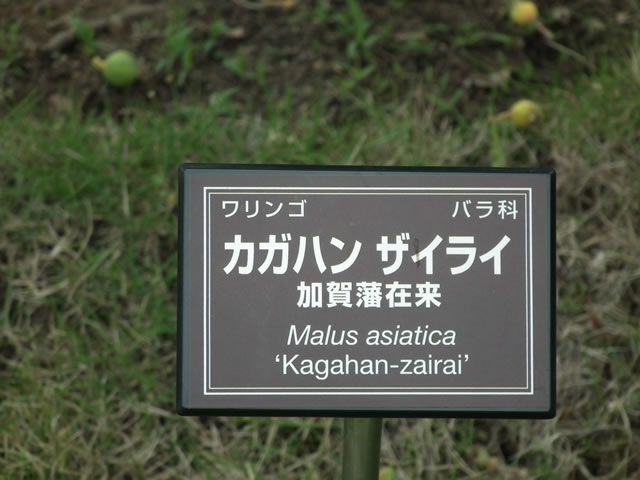 ワリンゴ バラ科
カガハン ザイライ
加賀藩在来
Malus asiatica
‘Kagahan-zairai’